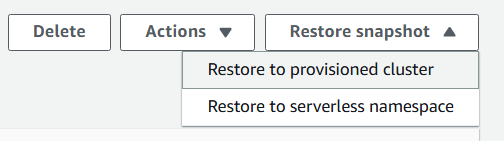 Delete
Actions
Restore snapshot
Restore to provisioned cluster
Restore to serverless namespace